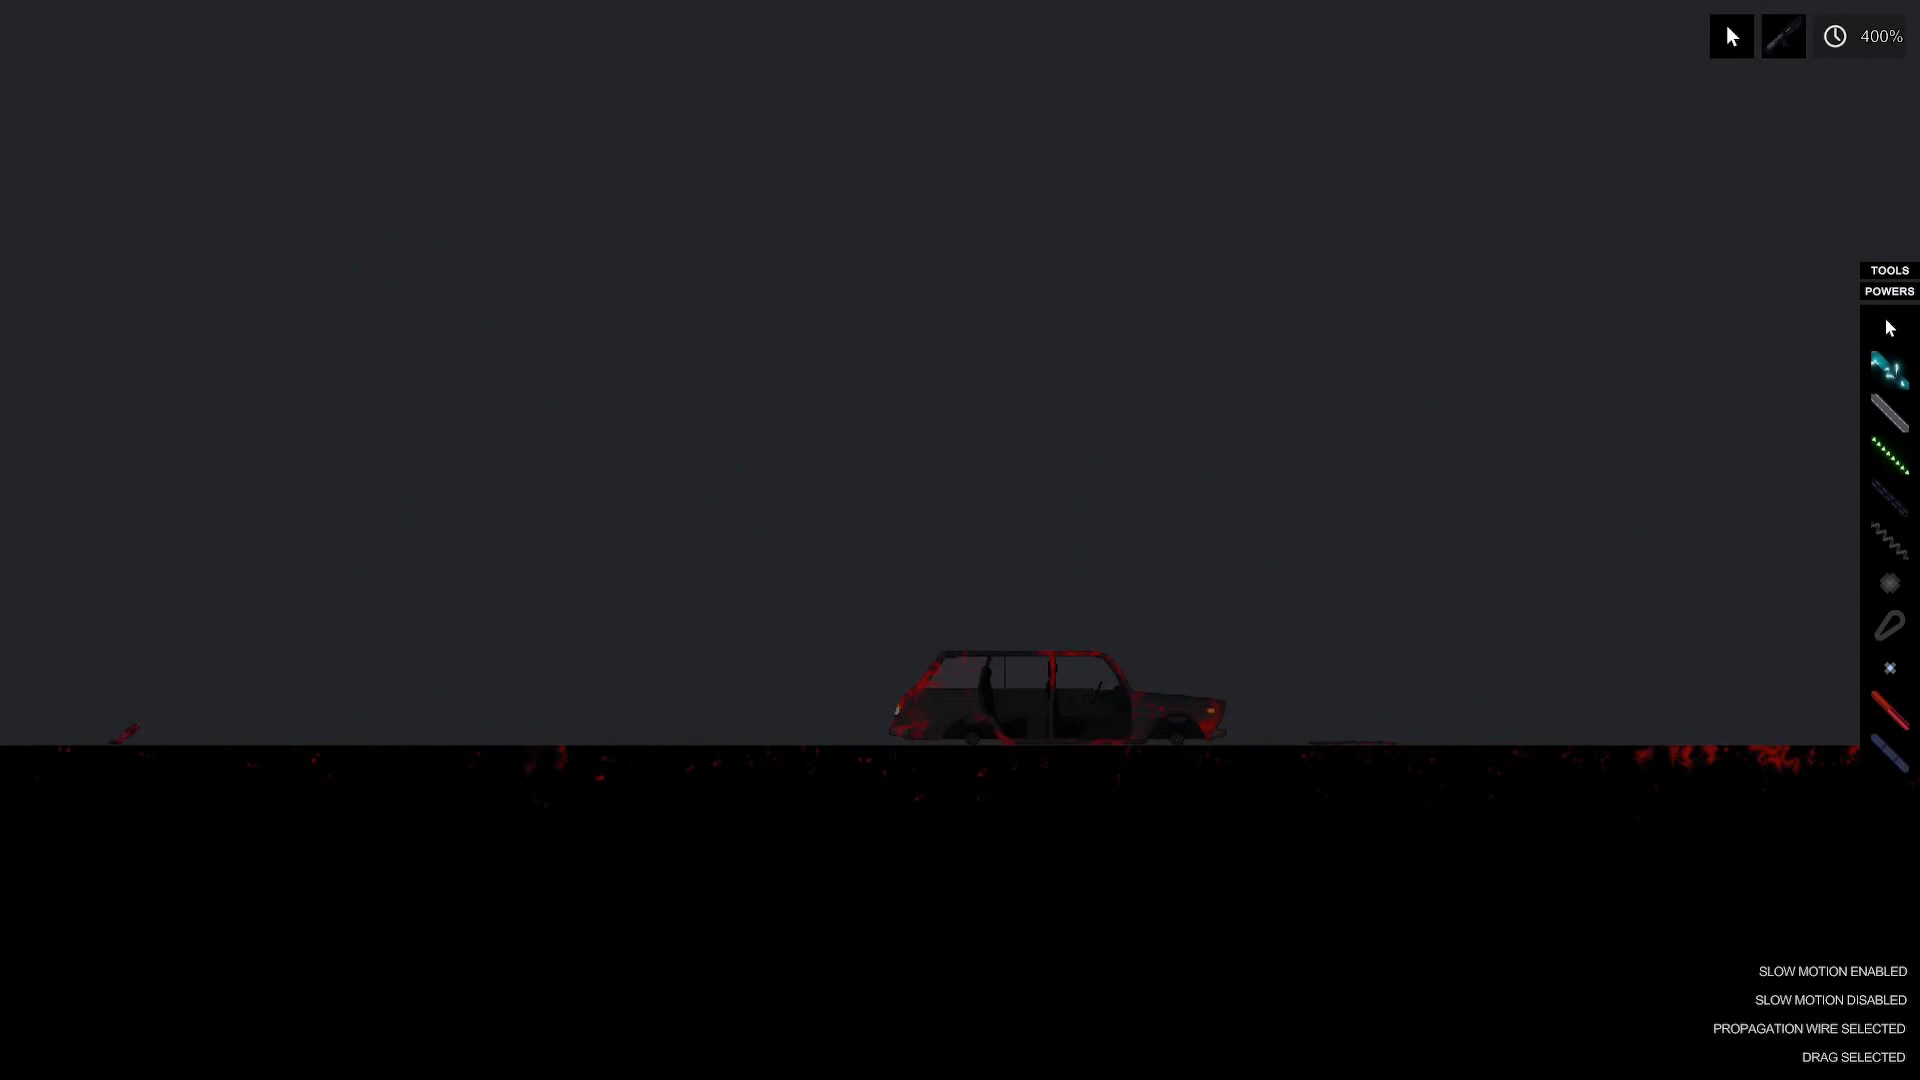 400%
TOOLS
POWERS
SLOW MOTION ENABLED
SLOW MOTION DISABLED
PROPAGATION WIRE SELECTED
DRAG SELECTED